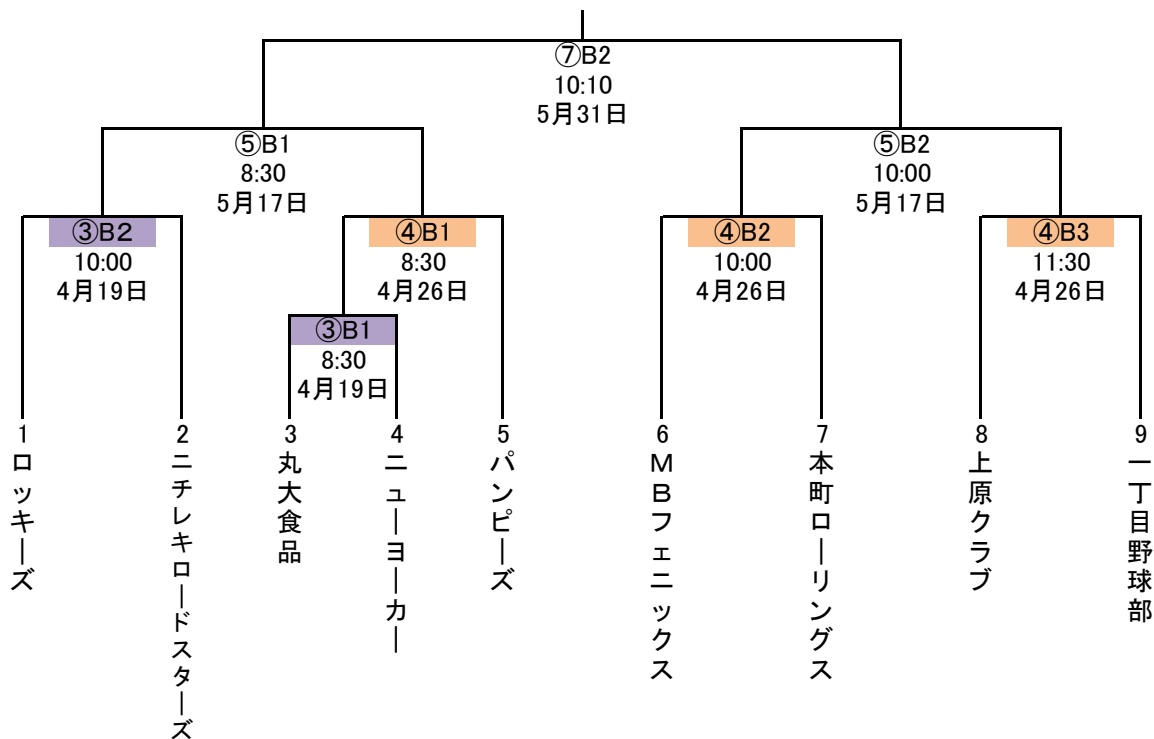 ⑦B2
10:10
5月31日
⑤B1
8:30
5月17日
⑤B2
10:00
5月17日
③B2
10:00
4月19日
④B1
8:30
4月26日
④B2
10:00
4月26日
④B3
11:30
4月26日
③B1
8:30
4月19日
1
ロッキーズ
2
ニチレキロードスターズ
3
丸大食品
4
ニューヨーカー
5
パンピーズ
6
MBフェニックス
7
本町ローリングス
8
上原クラブ
9
一丁目野球部